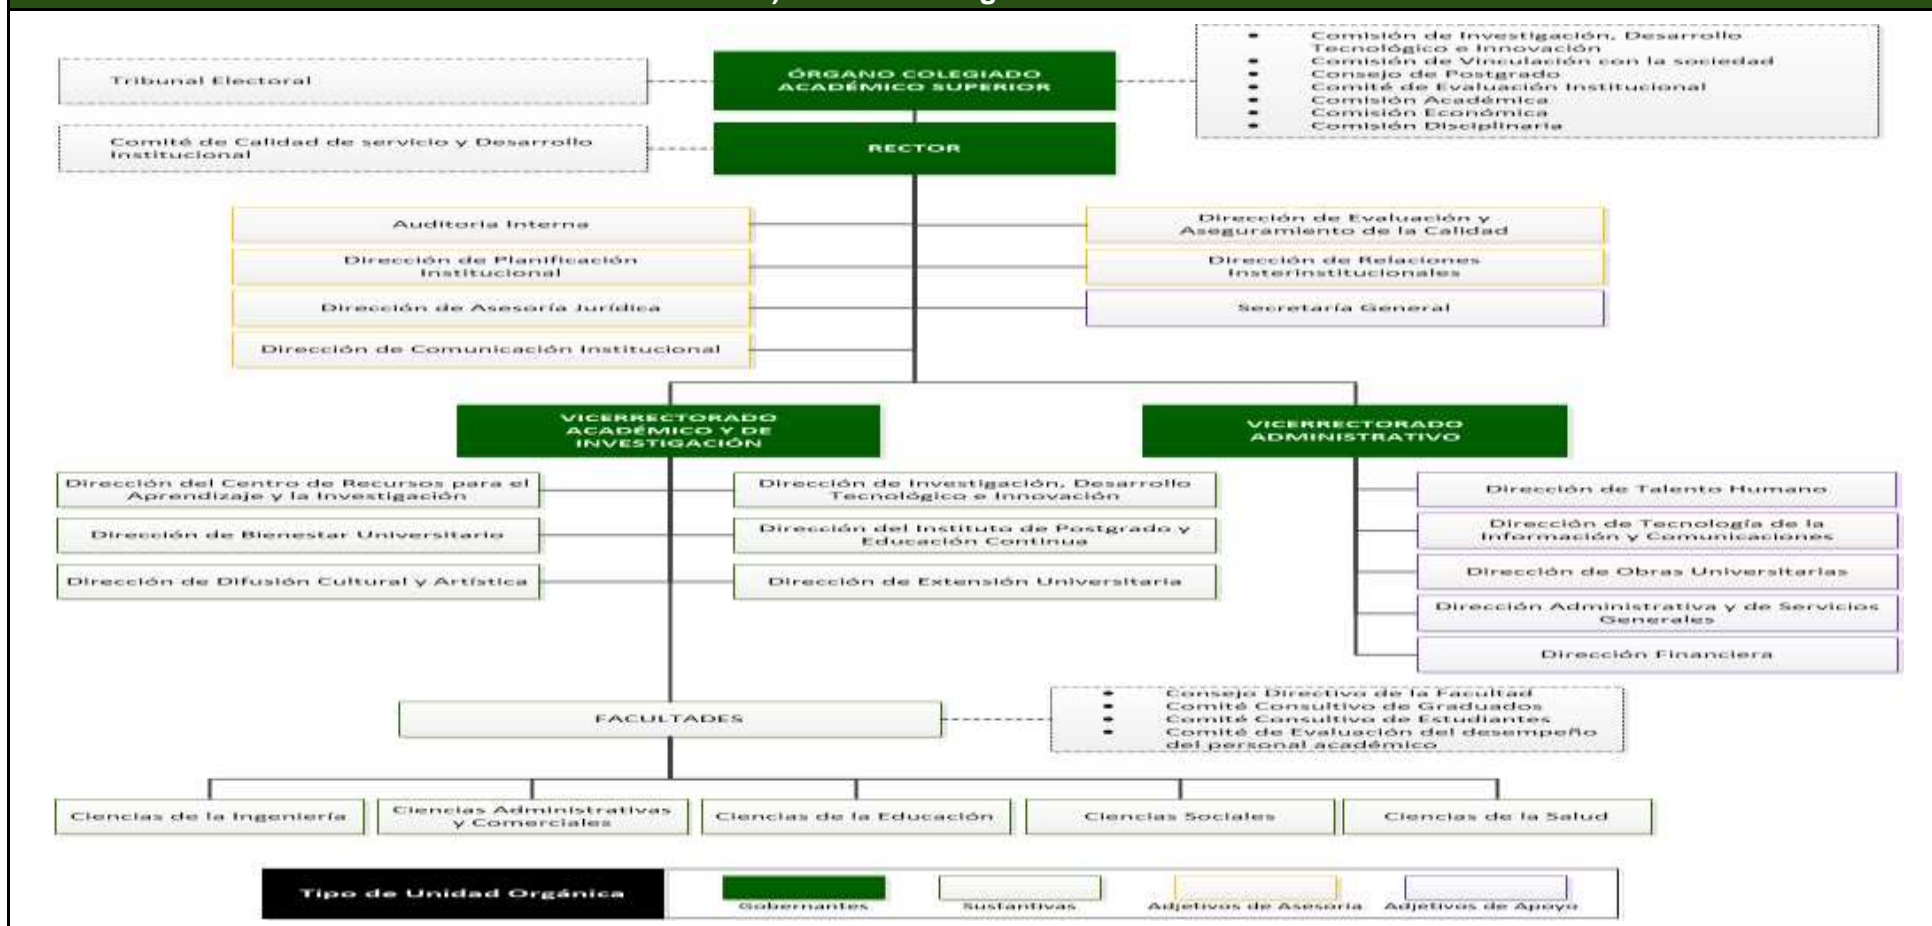 Tribunal Electoral
ÓRGANO COLEGIADO
ACADÉMICO SUPERIOR
• Comisión de Investigación, Desarrollo
Tecnológico e Innovación
• Comisión de Vinculación con la sociedad
• Consejo de Postgrado
• Comité de Evaluación Institucional
• Comisión Académica
• Comisión Económica
• Comisión Disciplinaria
Comité de Calidad de servicio y Desarrollo
Institucional
RECTOR
Auditoría Interna
Dirección de Evaluación y
Aseguramiento de la Calidad
Dirección de Planificación
Institucional
Dirección de Relaciones
Insterinstitucionales
Dirección de Asesoría Jurídica
Secretaría General
Dirección de Comunicación Institucional
VICERRECTORADO
ACADÉMICO Y DE
INVESTIGACIÓN
VICERRECTORADO
ADMINISTRATIVO
Dirección del Centro de Recursos para el
Aprendizaje y la Investigación
Dirección de Investigación, Desarrollo
Tecnológico e Innovación
Dirección de Talento Humano
Dirección de Bienestar Universitario
Dirección del Instituto de Postgrado y
Educación Continua
Dirección de Tecnología de la
Información y Comunicaciones
Dirección de Difusión Cultural y Artística
Dirección de Extensión Universitaria
Dirección de Obras Universitarias
Dirección Administrativa y de Servicios
Generales
Dirección Financiera
FACULTADES
• Consejo Directivo de la Facultad
• Comité Consultivo de Graduados
• Comité Consultivo de Estudiantes
• Comité de Evaluación del desempeño
del personal académico
Ciencias de la Ingeniería
Ciencias Administrativas
y Comerciales
Ciencias de la Educación
Ciencias Sociales
Ciencias de la Salud
Tipo de Unidad Orgánica
Gobernantes
Sustantivas
Adjetivos de Asesoría
Adjetivos de Apoyo